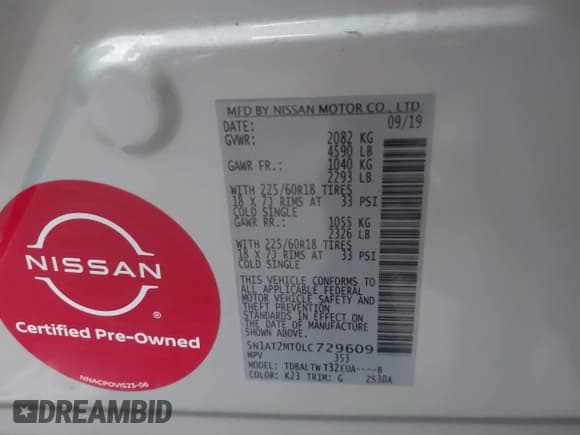 MFD BY NISSAN MOTOR CO., LTD.
DATE: 09/19
GVWR: 2082 KG
4590 LB
GAWR FR.: 1040 KG
2293 LB
WITH 225/60R18 TIRES
18 X 7J RIMS AT 33 PSI
COLD SINGLE
GAWR RR.: 1055 KG
2326 LB
WITH 225/60R18 TIRES
18 X 7J RIMS AT 33 PSI
COLD SINGLE
THIS VEHICLE CONFORMS TO
ALL APPLICABLE FEDERAL
MOTOR VEHICLE SAFETY AND
THEFT PREVENTION
STANDARDS IN EFFECT ON
THE DATE OF MANUFACTURE
SHOWN ABOVE.
5N1AT2MT0LC729609
MPV 353
MODEL: TDBALTWT32EUA----B
COLOR: K23 TRIM: G 2S30A
NISSAN
®
Certified Pre-Owned
NNACPOVIS23-06
DREAMBID